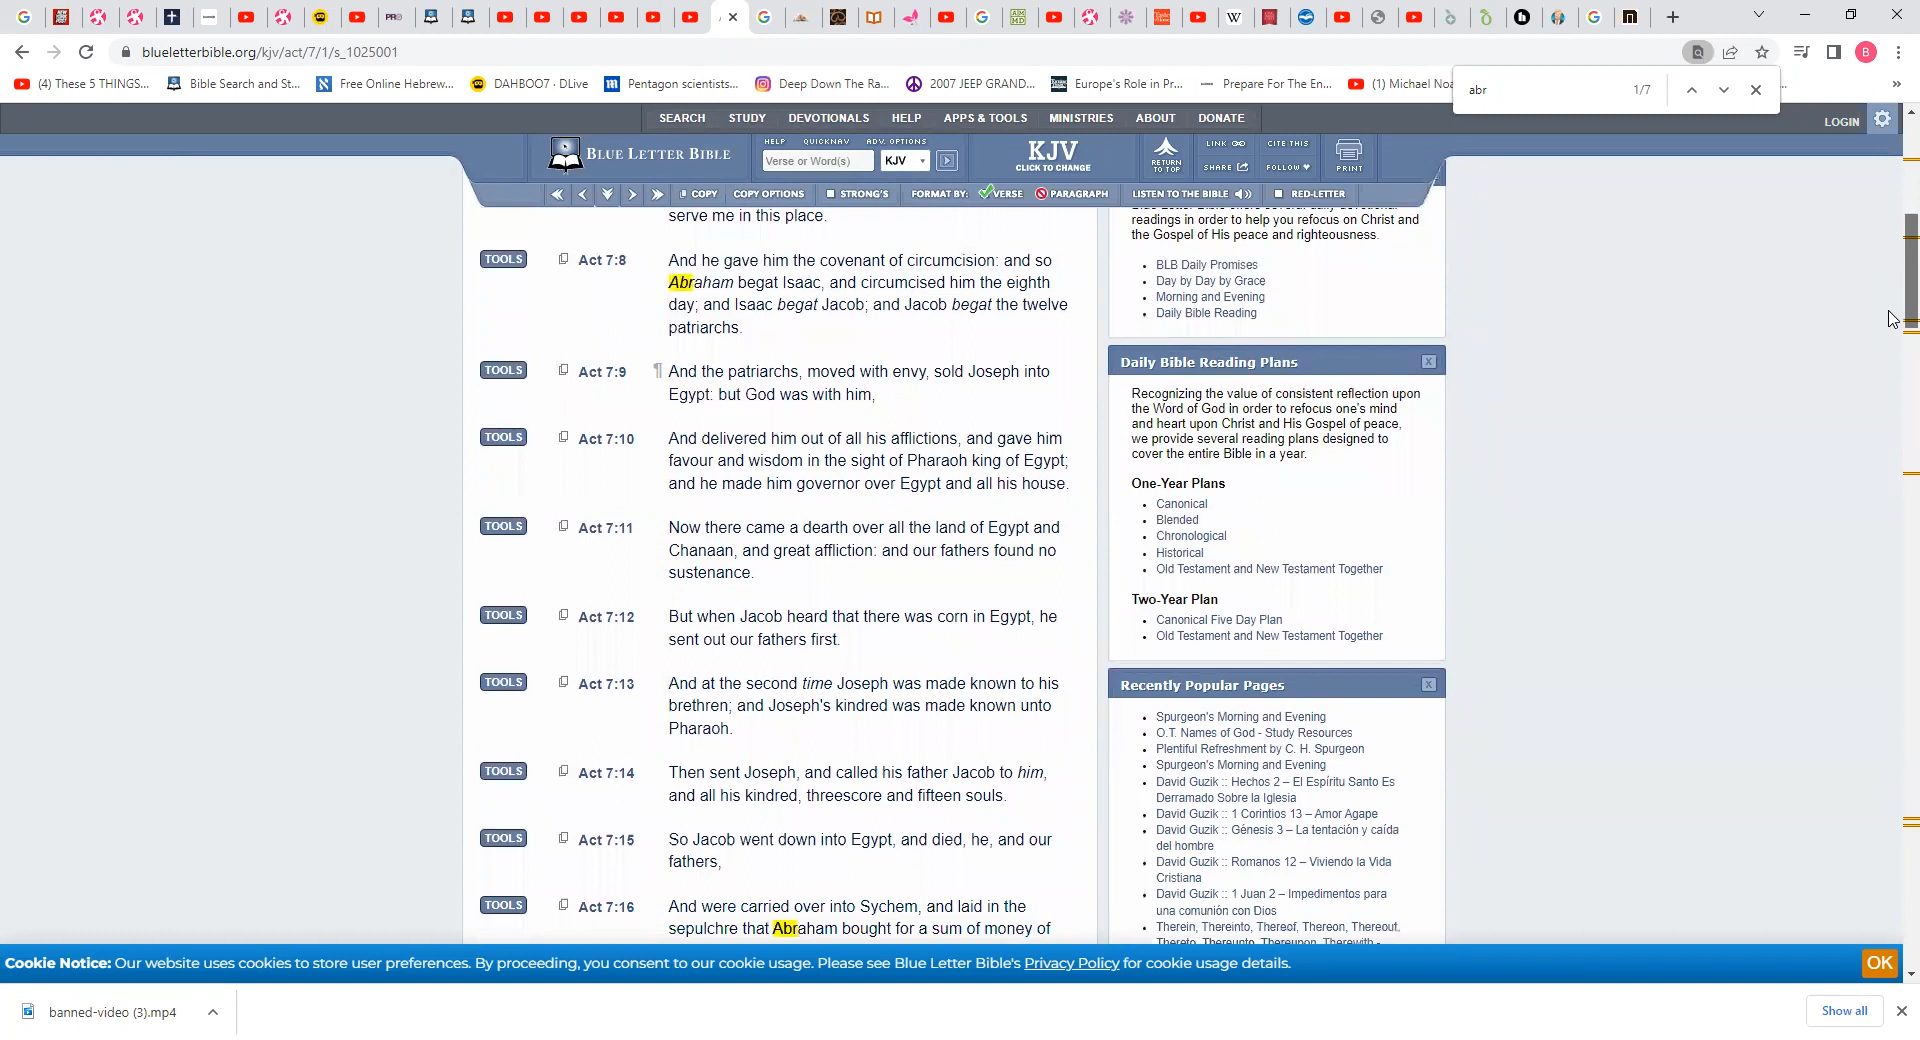 blueletterbible.org/kjv/act/7/1/s_1025001
(4) These 5 THINGS...
Bible Search and St...
Free Online Hebrew...
DAHBOO7 · DLive
Pentagon scientists...
Deep Down The Ra...
2007 JEEP GRAND...
Europe's Role in Pr...
Prepare For The En...
(1) Michael Noa
abr
1/7
SEARCH STUDY DEVOTIONALS HELP APPS & TOOLS MINISTRIES ABOUT DONATE
LOGIN
BLUE LETTER BIBLE
HELP QUICKNAV ADV. OPTIONS
Verse or Word(s)
KJV
KJV
CLICK TO CHANGE
RETURN
TO TOP
LINK
SHARE
CITE THIS
FOLLOW
PRINT
COPY COPY OPTIONS STRONG'S FORMAT BY: VERSE PARAGRAPH LISTEN TO THE BIBLE RED-LETTER
serve me in this place.
TOOLS Act 7:8 And he gave him the covenant of circumcision: and so
Abraham begat Isaac, and circumcised him the eighth
day; and Isaac begat Jacob; and Jacob begat the twelve
patriarchs.
TOOLS Act 7:9 ¶ And the patriarchs, moved with envy, sold Joseph into
Egypt: but God was with him,
TOOLS Act 7:10 And delivered him out of all his afflictions, and gave him
favour and wisdom in the sight of Pharaoh king of Egypt;
and he made him governor over Egypt and all his house.
TOOLS Act 7:11 Now there came a dearth over all the land of Egypt and
Chanaan, and great affliction: and our fathers found no
sustenance.
TOOLS Act 7:12 But when Jacob heard that there was corn in Egypt, he
sent out our fathers first.
TOOLS Act 7:13 And at the second time Joseph was made known to his
brethren; and Joseph's kindred was made known unto
Pharaoh.
TOOLS Act 7:14 Then sent Joseph, and called his father Jacob to him,
and all his kindred, threescore and fifteen souls.
TOOLS Act 7:15 So Jacob went down into Egypt, and died, he, and our
fathers,
TOOLS Act 7:16 And were carried over into Sychem, and laid in the
sepulchre that Abraham bought for a sum of money of
readings in order to help you refocus on Christ and
the Gospel of His peace and righteousness.
BLB Daily Promises
Day by Day by Grace
Morning and Evening
Daily Bible Reading
Daily Bible Reading Plans
Recognizing the value of consistent reflection upon
the Word of God in order to refocus one's mind
and heart upon Christ and His Gospel of peace,
we provide several reading plans designed to
cover the entire Bible in a year.
One-Year Plans
Canonical
Blended
Chronological
Historical
Old Testament and New Testament Together
Two-Year Plan
Canonical Five Day Plan
Old Testament and New Testament Together
Recently Popular Pages
Spurgeon's Morning and Evening
O.T. Names of God - Study Resources
Plentiful Refreshment by C. H. Spurgeon
Spurgeon's Morning and Evening
David Guzik :: Hechos 2 – El Espíritu Santo Es
Derramado Sobre la Iglesia
David Guzik :: 1 Corintios 13 – Amor Agape
David Guzik :: Génesis 3 – La tentación y caída
del hombre
David Guzik :: Romanos 12 – Viviendo la Vida
Cristiana
David Guzik :: 1 Juan 2 – Impedimentos para
una comunión con Dios
Therein, Thereinto, Thereof, Thereon, Thereout,
Thereto, Thereunto, Thereupon, Therewith -
Cookie Notice: Our website uses cookies to store user preferences. By proceeding, you consent to our cookie usage. Please see Blue Letter Bible's Privacy Policy for cookie usage details.
OK
banned-video (3).mp4
Show all